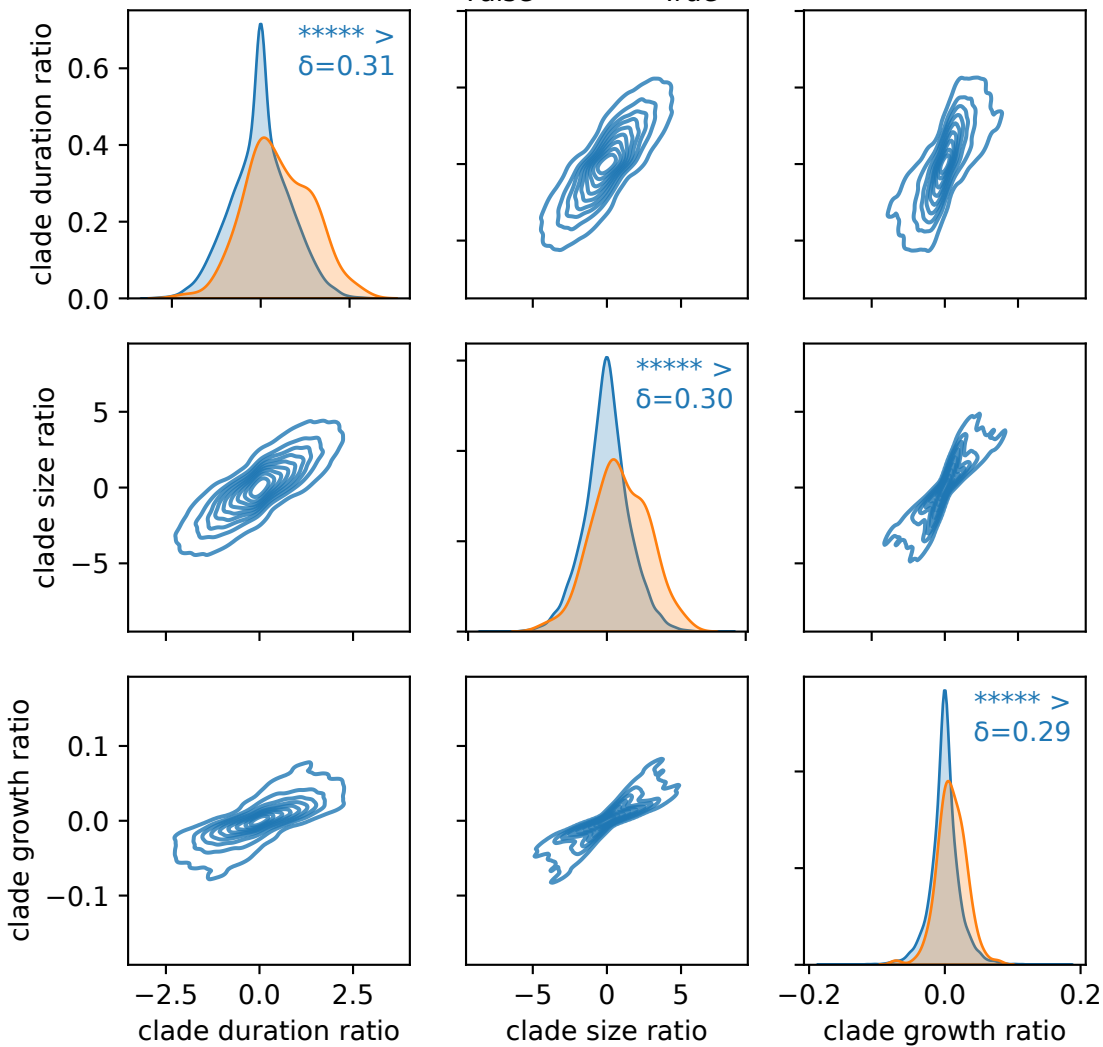 False True
clade duration ratio
0.6
0.4
0.2
0.0
***** >
δ=0.31
clade size ratio
5
0
−5
***** >
δ=0.30
clade growth ratio
0.1
0.0
−0.1
***** >
δ=0.29
−2.5 0.0 2.5
−5 0 5
−0.2 0.0 0.2
clade duration ratio
clade size ratio
clade growth ratio